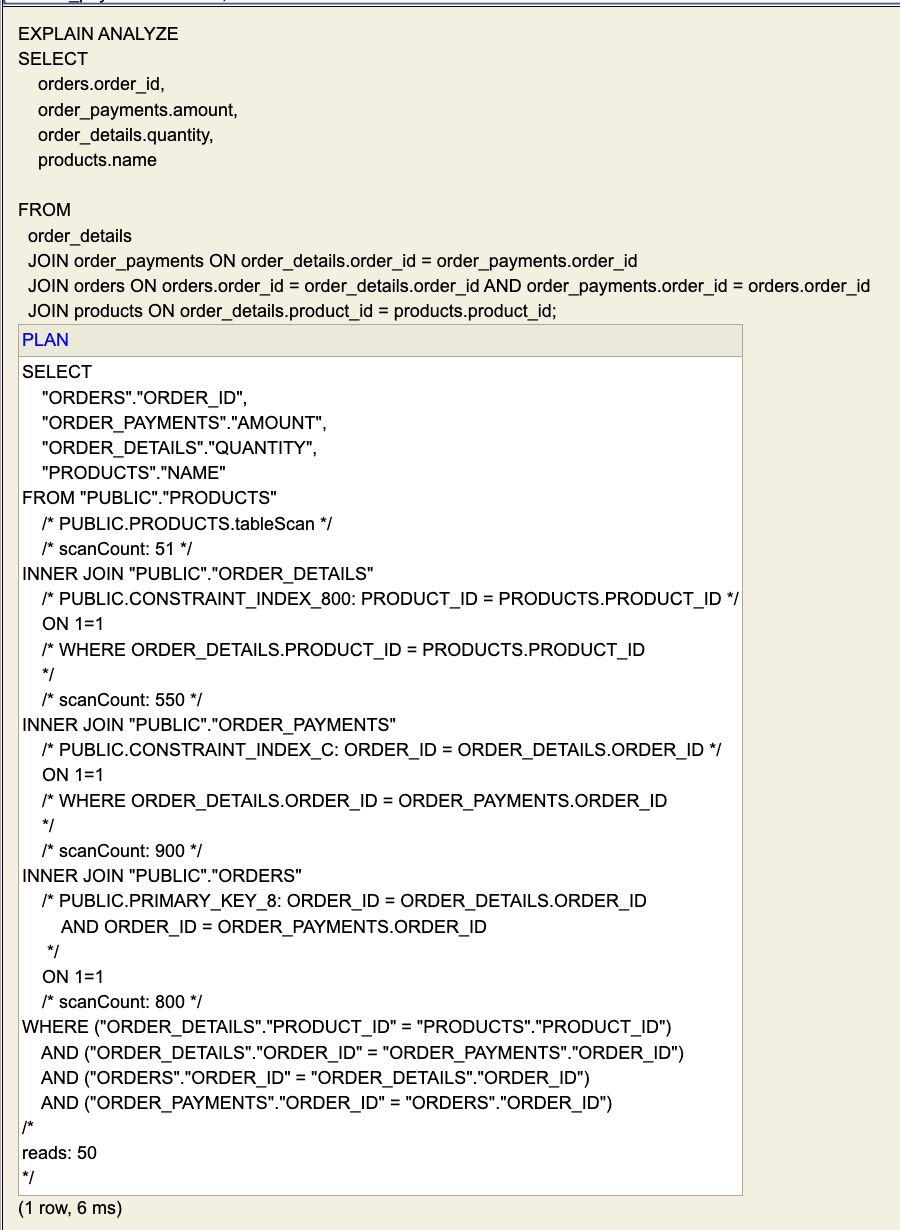 EXPLAIN ANALYZE
SELECT
orders.order_id,
order_payments.amount,
order_details.quantity,
products.name
FROM
order_details
JOIN order_payments ON order_details.order_id = order_payments.order_id
JOIN orders ON orders.order_id = order_details.order_id AND order_payments.order_id = orders.order_id
JOIN products ON order_details.product_id = products.product_id;
PLAN
SELECT
"ORDERS"."ORDER_ID",
"ORDER_PAYMENTS"."AMOUNT",
"ORDER_DETAILS"."QUANTITY",
"PRODUCTS"."NAME"
FROM "PUBLIC"."PRODUCTS"
/* PUBLIC.PRODUCTS.tableScan */
/* scanCount: 51 */
INNER JOIN "PUBLIC"."ORDER_DETAILS"
/* PUBLIC.CONSTRAINT_INDEX_800: PRODUCT_ID = PRODUCTS.PRODUCT_ID */
ON 1=1
/* WHERE ORDER_DETAILS.PRODUCT_ID = PRODUCTS.PRODUCT_ID
*/
/* scanCount: 550 */
INNER JOIN "PUBLIC"."ORDER_PAYMENTS"
/* PUBLIC.CONSTRAINT_INDEX_C: ORDER_ID = ORDER_DETAILS.ORDER_ID */
ON 1=1
/* WHERE ORDER_DETAILS.ORDER_ID = ORDER_PAYMENTS.ORDER_ID
*/
/* scanCount: 900 */
INNER JOIN "PUBLIC"."ORDERS"
/* PUBLIC.PRIMARY_KEY_8: ORDER_ID = ORDER_DETAILS.ORDER_ID
AND ORDER_ID = ORDER_PAYMENTS.ORDER_ID
*/
ON 1=1
/* scanCount: 800 */
WHERE ("ORDER_DETAILS"."PRODUCT_ID" = "PRODUCTS"."PRODUCT_ID")
AND ("ORDER_DETAILS"."ORDER_ID" = "ORDER_PAYMENTS"."ORDER_ID")
AND ("ORDERS"."ORDER_ID" = "ORDER_DETAILS"."ORDER_ID")
AND ("ORDER_PAYMENTS"."ORDER_ID" = "ORDERS"."ORDER_ID")
/*
reads: 50
*/
(1 row, 6 ms)